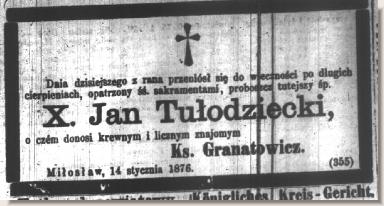 Dnia dzisiejszego z rana przeniósł się do wieczności po długich
cierpieniach, opatrzony śś. sakramentami, proboszcz tutejszy śp.
X. Jan Tułodziecki,
o czém donosi krewnym i licznym znajomym
Ks. Granatowicz.
Miłosław, 14 stycznia 1876. (355)
Königliches Kreis-Gericht.